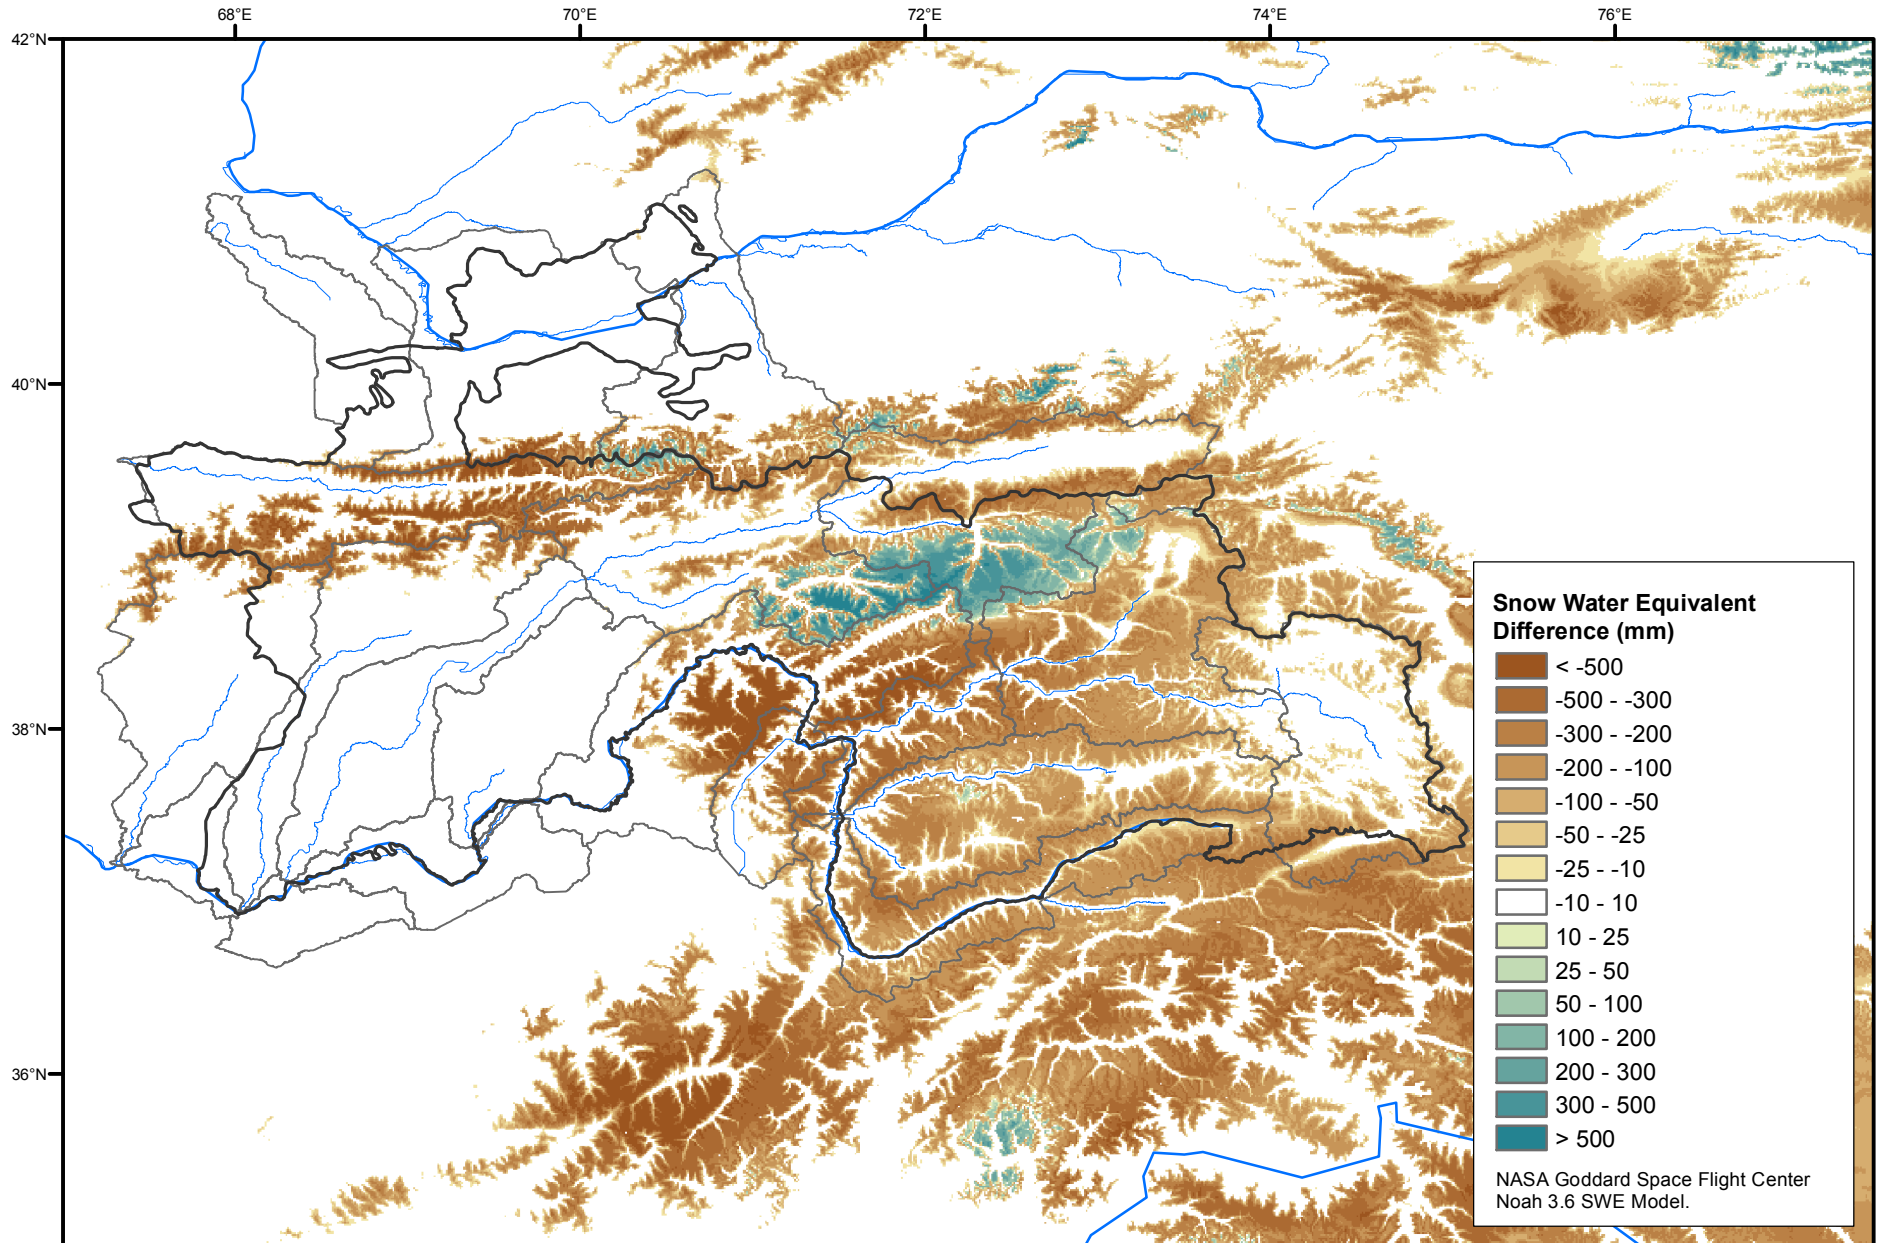 68°E
70°E
72°E
74°E
76°E
42°N
40°N
38°N
36°N
Snow Water Equivalent
Difference (mm)
< -500
-500 - -300
-300 - -200
-200 - -100
-100 - -50
-50 - -25
-25 - -10
-10 - 10
10 - 25
25 - 50
50 - 100
100 - 200
200 - 300
300 - 500
> 500
NASA Goddard Space Flight Center
Noah 3.6 SWE Model.